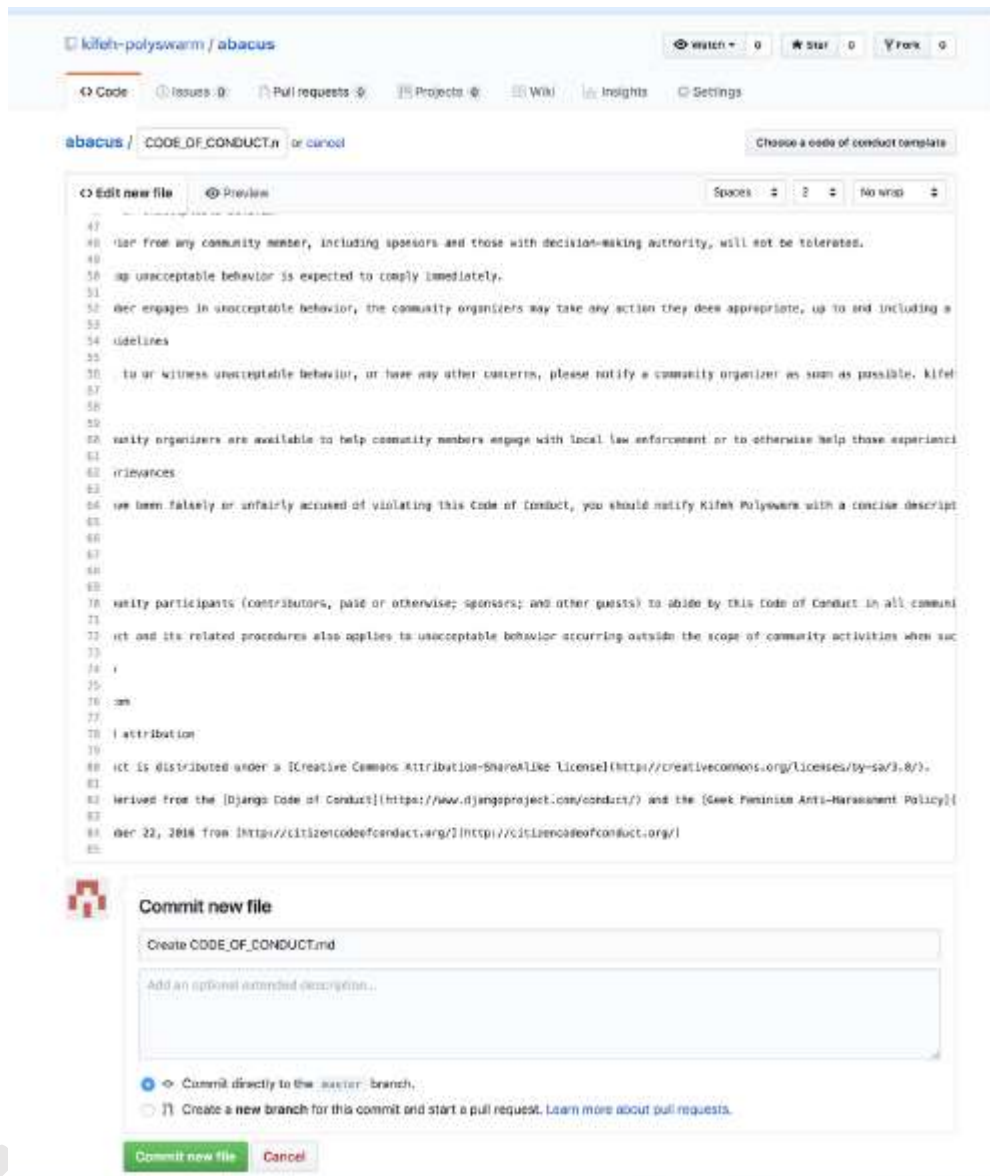 kifeh-polyswarm / abacus
Watch 0 Star 0 Fork 0
Code Issues 0 Pull requests 0 Projects 0 Wiki Insights Settings
abacus / CODE_OF_CONDUCT.n or cancel Choose a code of conduct template
Edit new file Preview Spaces 2 No wrap
47
48 ior from any community member, including sponsors and those with decision-making authority, will not be tolerated.
49
50 op unacceptable behavior is expected to comply immediately.
51
52 ber engages in unacceptable behavior, the community organizers may take any action they deem appropriate, up to and including a
53
54 uidelines
55
56 to or witness unacceptable behavior, or have any other concerns, please notify a community organizer as soon as possible. kifeh
57
58
59
60 unity organizers are available to help community members engage with local law enforcement or to otherwise help those experienci
61
62 rievances
63
64 ve been falsely or unfairly accused of violating this Code of Conduct, you should notify Kifeh Polyswarm with a concise descript
65
66
67
68
69
70 unity participants (contributors, paid or otherwise; sponsors; and other guests) to abide by this Code of Conduct in all communi
71
72 uct and its related procedures also applies to unacceptable behavior occurring outside the scope of community activities when suc
73
74
75
76 om
77
78 attribution
79
80 uct is distributed under a [Creative Commons Attribution-ShareAlike license](http://creativecommons.org/licenses/by-sa/3.0/).
81
82 derived from the [Django Code of Conduct](https://www.djangoproject.com/conduct/) and the [Geek Feminism Anti-Harassment Policy](
83
84 ber 22, 2016 from [http://citizencodeofconduct.org/](http://citizencodeofconduct.org/)
85
Commit new file
Create CODE_OF_CONDUCT.md
Add an optional extended description...
Commit directly to the master branch.
Create a new branch for this commit and start a pull request. Learn more about pull requests.
Commit new file Cancel